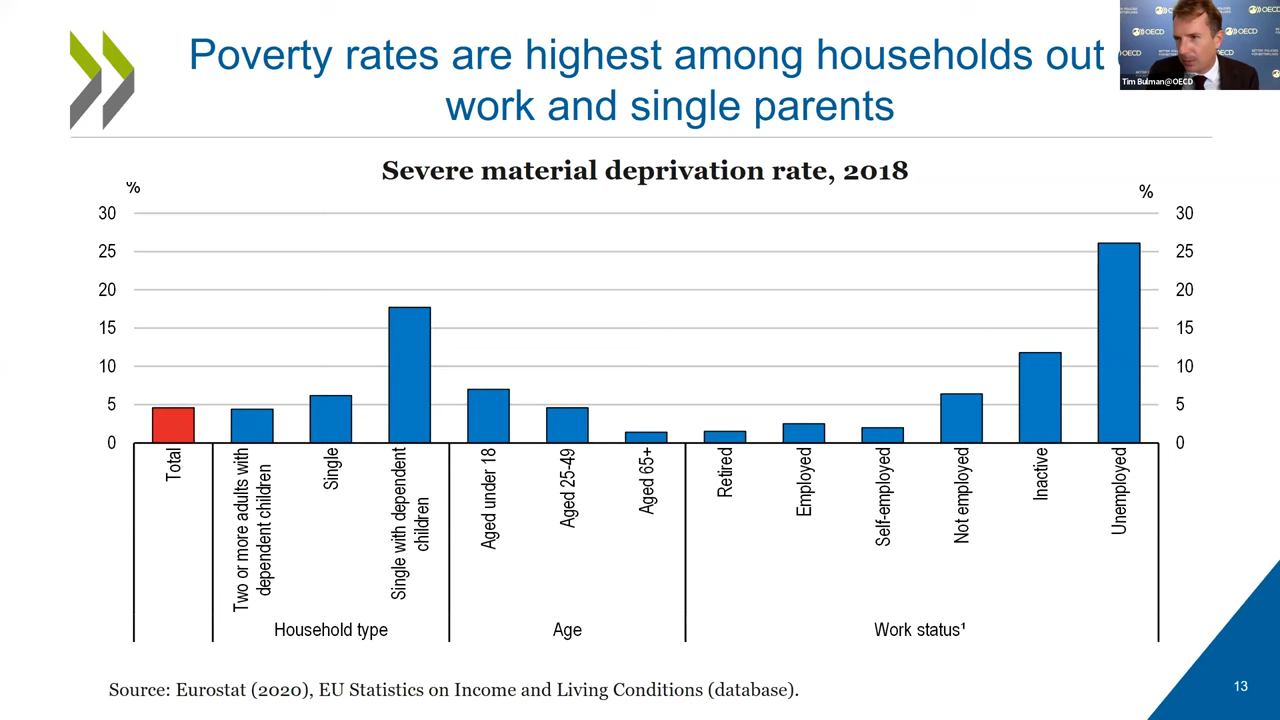 Poverty rates are highest among households out
work and single parents
Tim Bulman@OECD
OECD
OECD
OECD
OECD
Severe material deprivation rate, 2018
%
%
30
25
20
15
10
5
0
30
25
20
15
10
5
0
Total
Two or more adults with
dependent children
Single
Single with dependent
children
Aged under 18
Aged 25-49
Aged 65+
Retired
Employed
Self-employed
Not employed
Inactive
Unemployed
Household type
Age
Work status¹
Source: Eurostat (2020), EU Statistics on Income and Living Conditions (database).
13